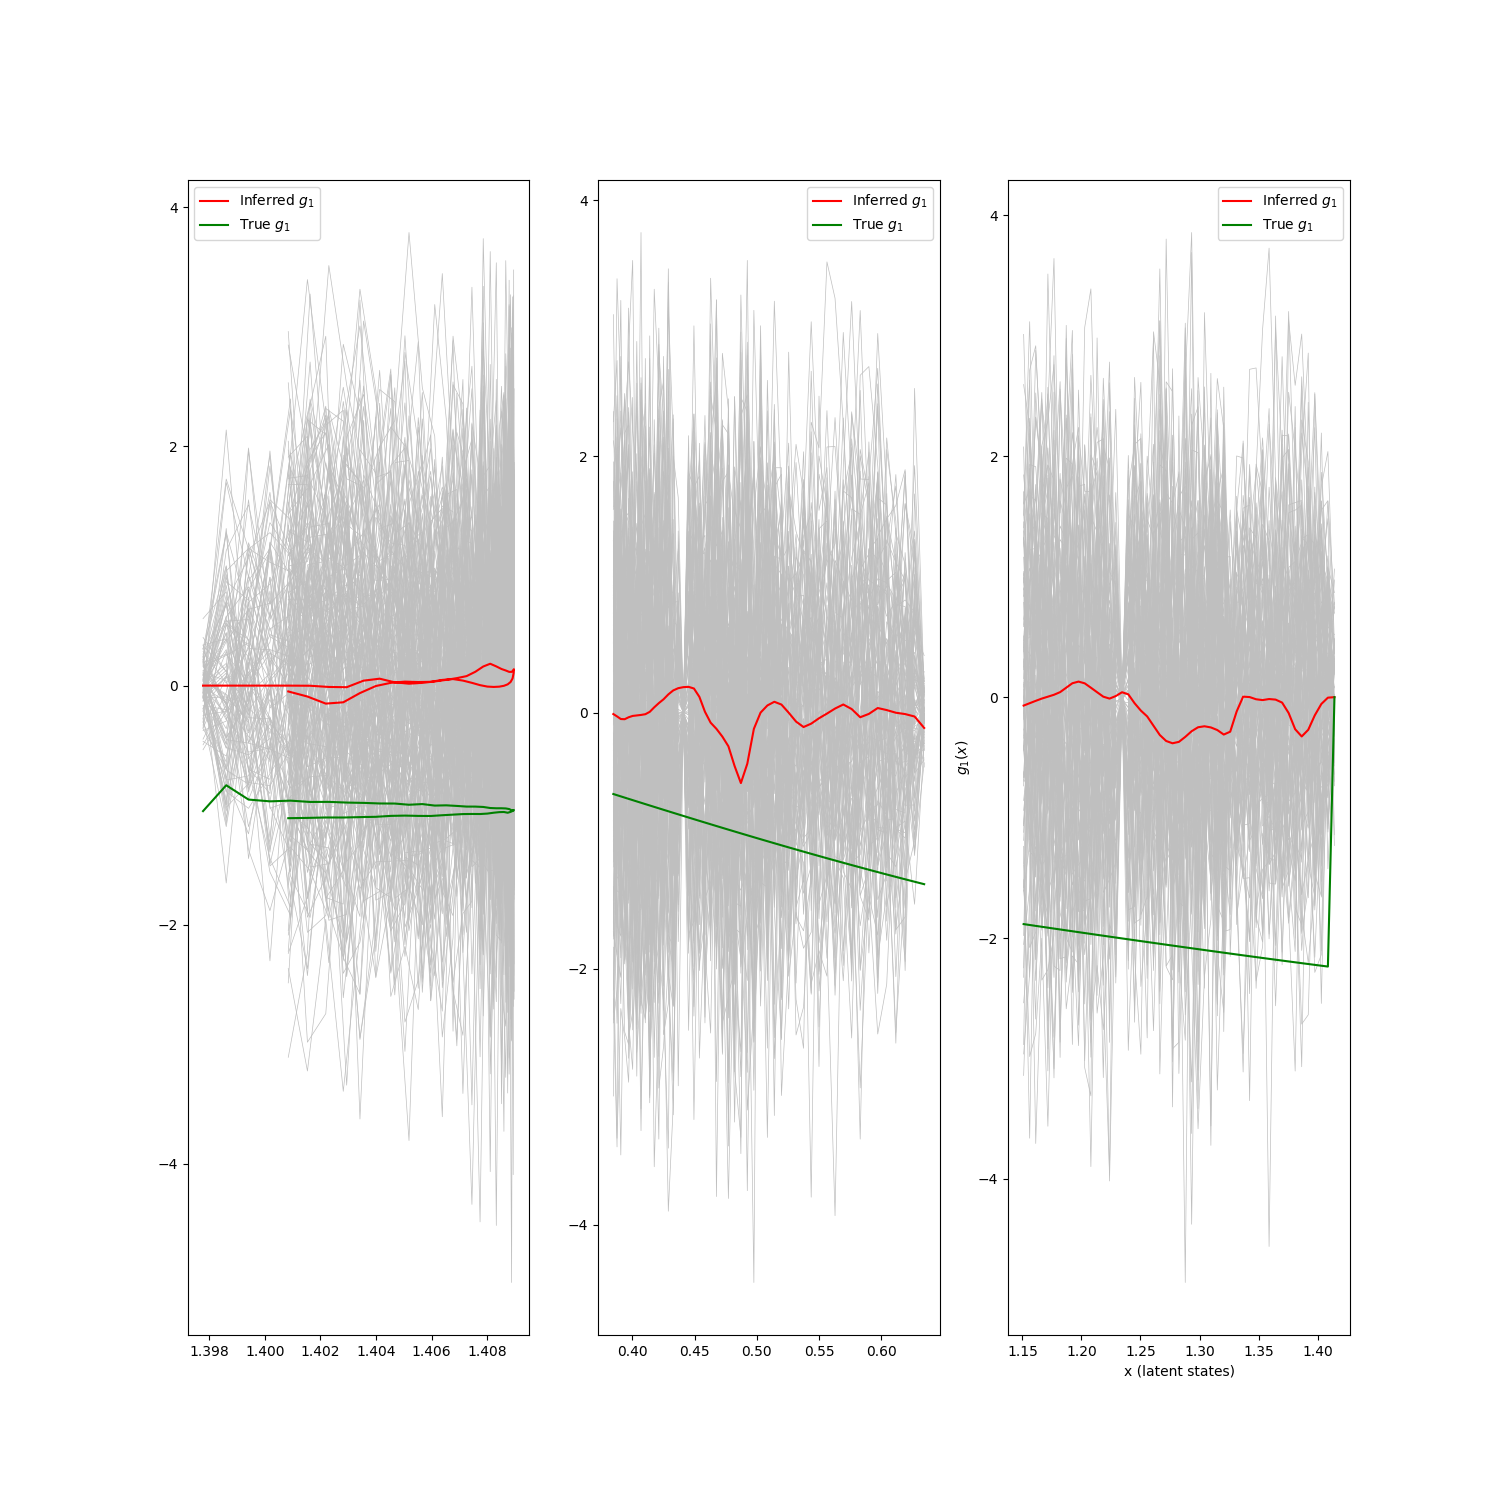 Inferred g₁
True g₁
4
2
0
−2
−4
1.398 1.400 1.402 1.404 1.406 1.408
Inferred g₁
True g₁
4
2
0
−2
−4
0.40 0.45 0.50 0.55 0.60
Inferred g₁
True g₁
g₁(x)
4
2
0
−2
−4
1.15 1.20 1.25 1.30 1.35 1.40
x (latent states)